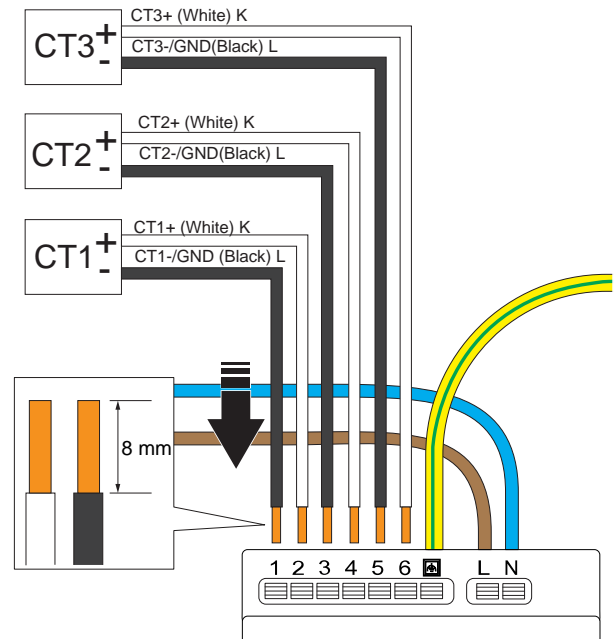 CT3+ (White) K
CT3 + -
CT3-/GND(Black) L
CT2+ (White) K
CT2 + -
CT2-/GND(Black) L
CT1+ (White) K
CT1 + -
CT1-/GND (Black) L
8 mm
1 2 3 4 5 6 L N